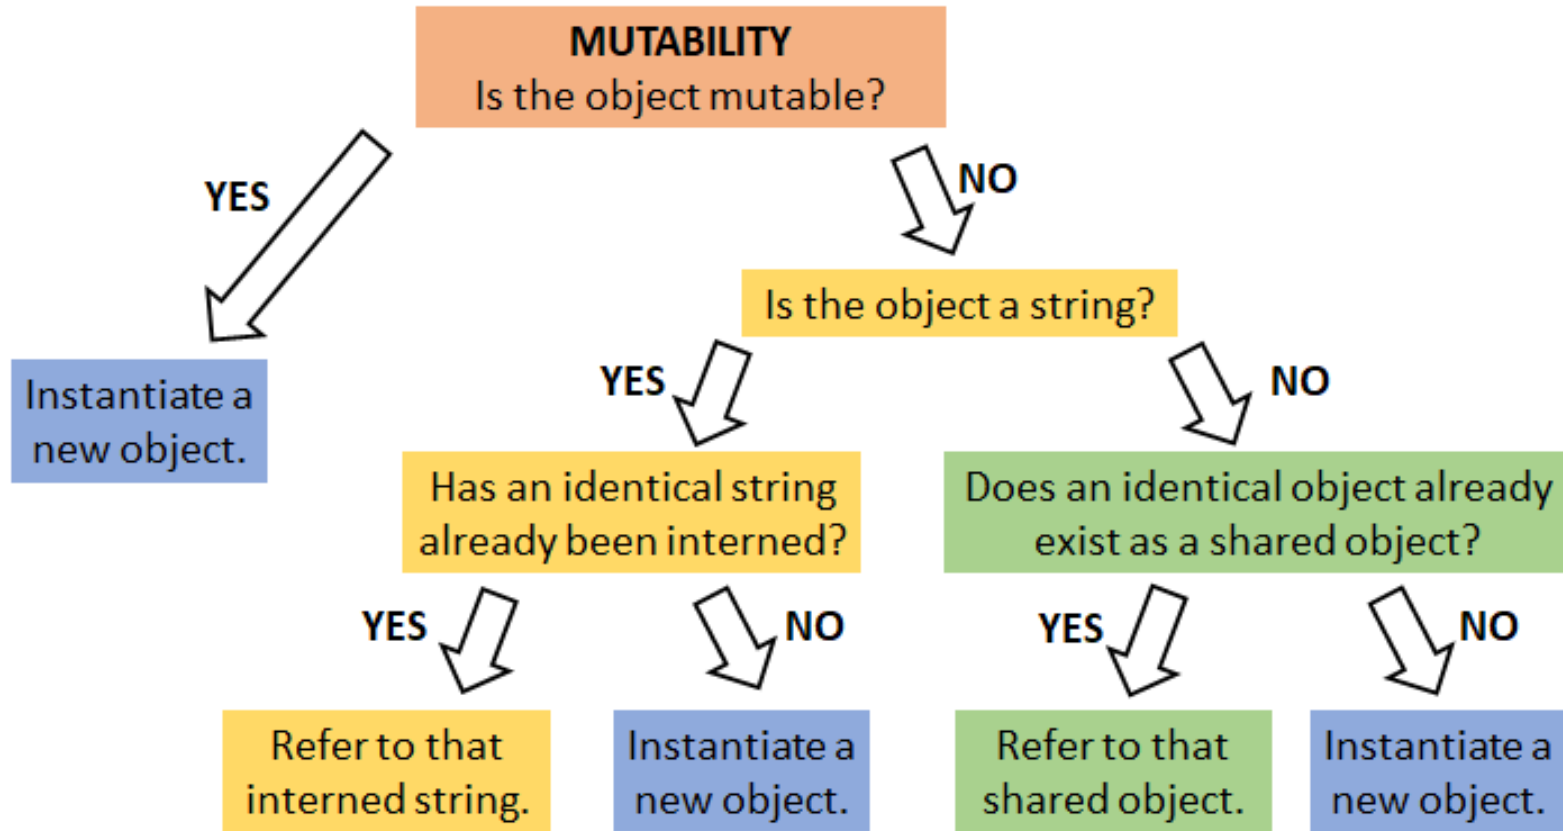 MUTABILITY
Is the object mutable?
YES
NO
Is the object a string?
YES
NO
Instantiate a
new object.
Has an identical string
already been interned?
Does an identical object already
exist as a shared object?
YES
NO
YES
NO
Refer to that
interned string.
Instantiate a
new object.
Refer to that
shared object.
Instantiate a
new object.